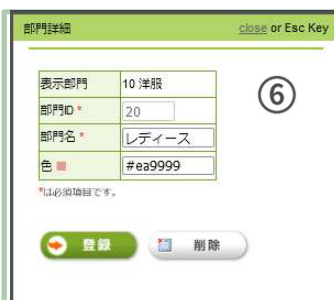 部門詳細 close or Esc Key
表示部門 10 洋服
部門ID * 20
部門名 * レディース
色 #ea9999
*は必須項目です。
⑥
登録 削除